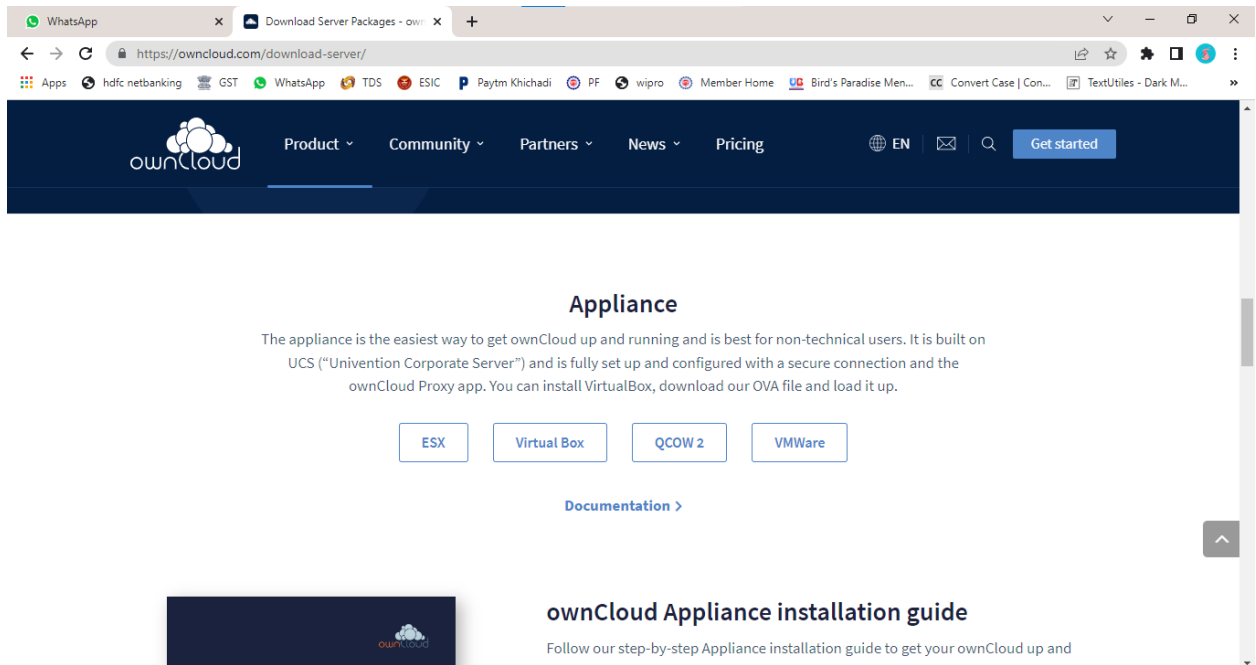 WhatsApp
Download Server Packages - own
https://owncloud.com/download-server/
Apps hdfc netbanking GST WhatsApp TDS ESIC Paytm Khichadi PF wipro Member Home UG Bird's Paradise Men... CC Convert Case | Con... TextUtiles - Dark M... »
ownCloud
Product Community Partners News Pricing EN Get started
Appliance
The appliance is the easiest way to get ownCloud up and running and is best for non-technical users. It is built on
UCS (“Univention Corporate Server”) and is fully set up and configured with a secure connection and the
ownCloud Proxy app. You can install VirtualBox, download our OVA file and load it up.
ESX Virtual Box QCOW 2 VMWare
Documentation >
ownCloud Appliance installation guide
ownCloud
Follow our step-by-step Appliance installation guide to get your ownCloud up and